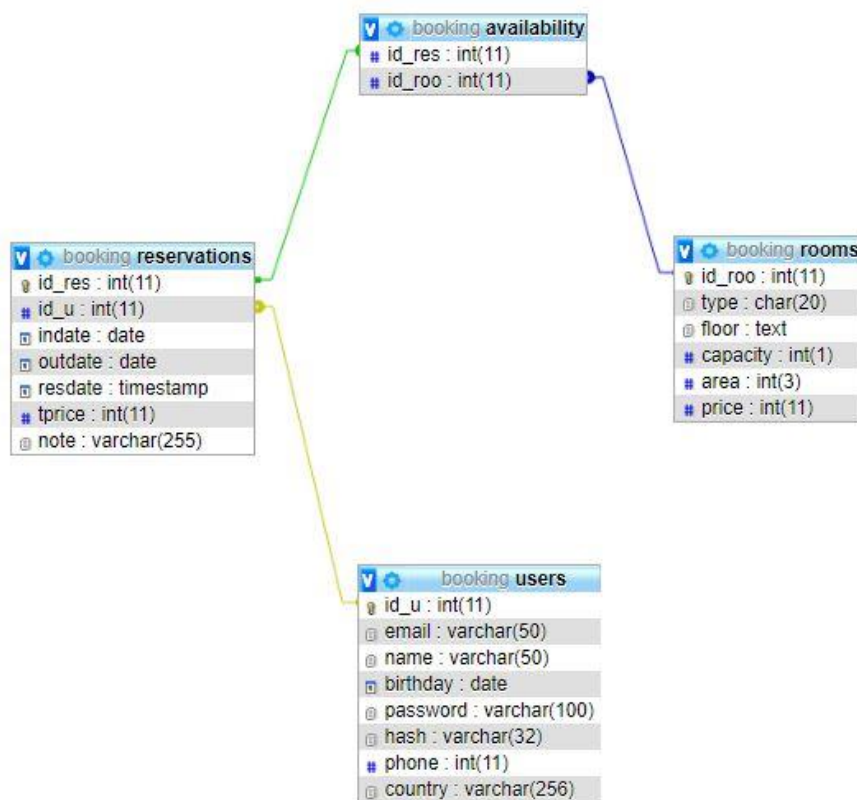 booking availability
id_res : int(11)
id_roo : int(11)
booking reservations
id_res : int(11)
id_u : int(11)
indate : date
outdate : date
resdate : timestamp
tprice : int(11)
note : varchar(255)
booking rooms
id_roo : int(11)
type : char(20)
floor : text
capacity : int(1)
area : int(3)
price : int(11)
booking users
id_u : int(11)
email : varchar(50)
name : varchar(50)
birthday : date
password : varchar(100)
hash : varchar(32)
phone : int(11)
country : varchar(256)